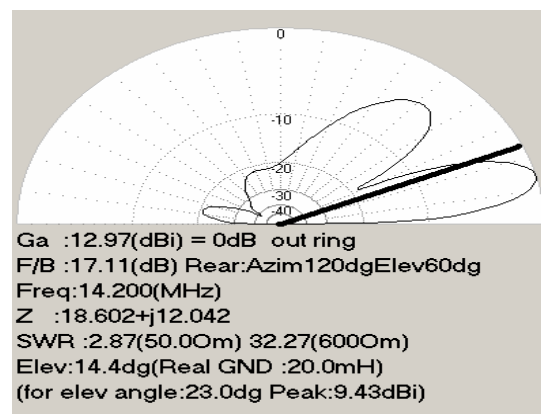 0
-10
-20
-30
-40
Ga :12.97(dBi) = 0dB out ring
F/B :17.11(dB) Rear:Azim120dgElev60dg
Freq:14.200(MHz)
Z :18.602+j12.042
SWR :2.87(50.0Om) 32.27(600Om)
Elev:14.4dg(Real GND :20.0mH)
(for elev angle:23.0dg Peak:9.43dBi)